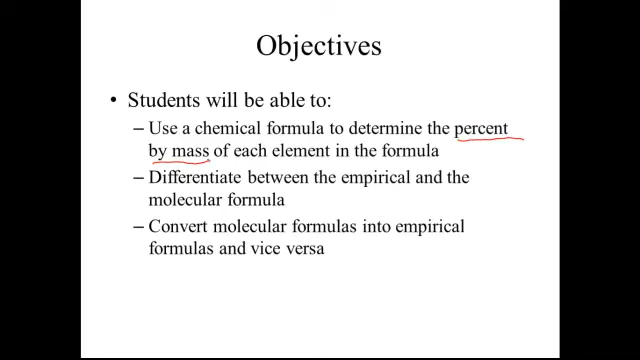 Objectives
• Students will be able to:
– Use a chemical formula to determine the percent
by mass of each element in the formula
– Differentiate between the empirical and the
molecular formula
– Convert molecular formulas into empirical
formulas and vice versa